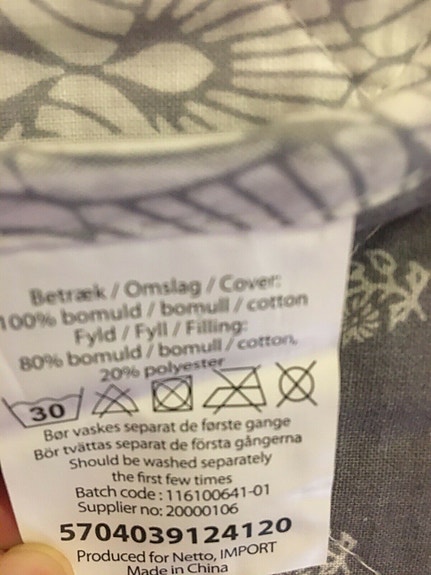 Betræk / Omslag / Cover:
100% bomuld / bomull / cotton
Fyld / Fyll / Filling:
80% bomuld / bomull / cotton,
20% polyester
30
Bør vaskes separat de første gange
Bör tvättas separat de första gångerna
Should be washed separately
the first few times
Batch code : 116100641-01
Supplier no: 20000106
5704039124120
Produced for Netto, IMPORT
Made in China